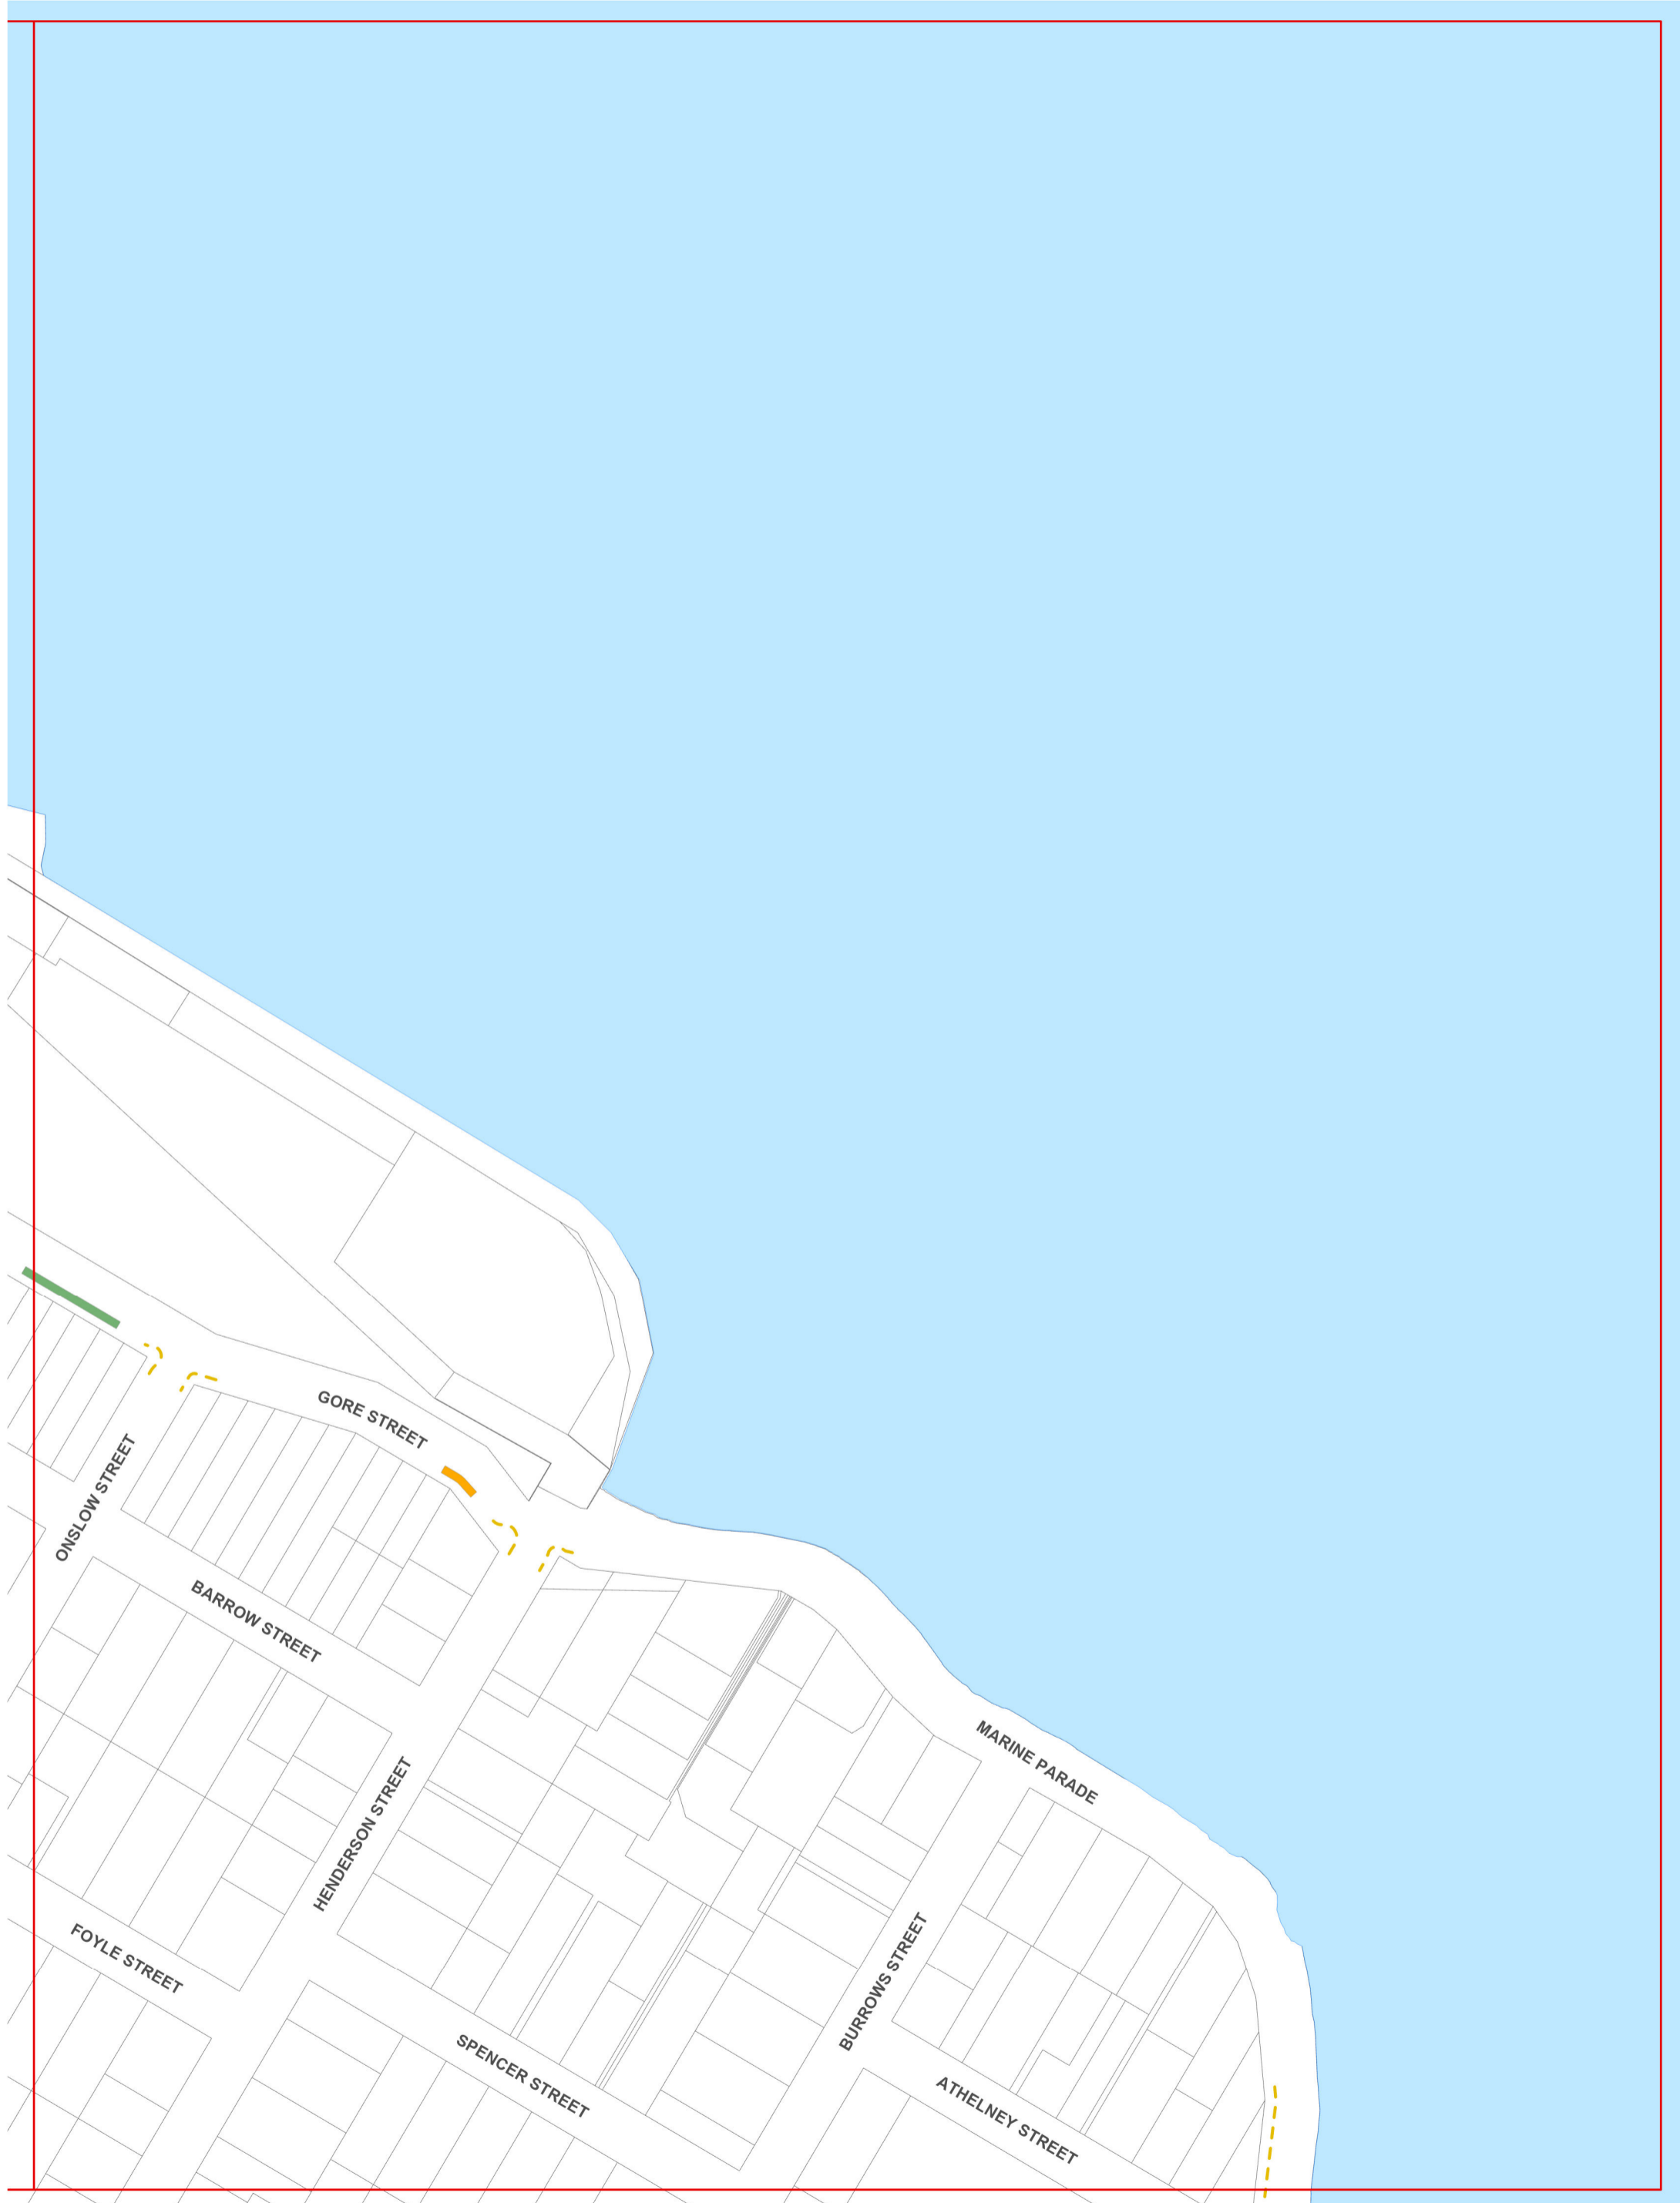 GORE STREET
ONSLOW STREET
BARROW STREET
MARINE PARADE
HENDERSON STREET
FOYLE STREET
BURROWS STREET
SPENCER STREET
ATHELNEY STREET